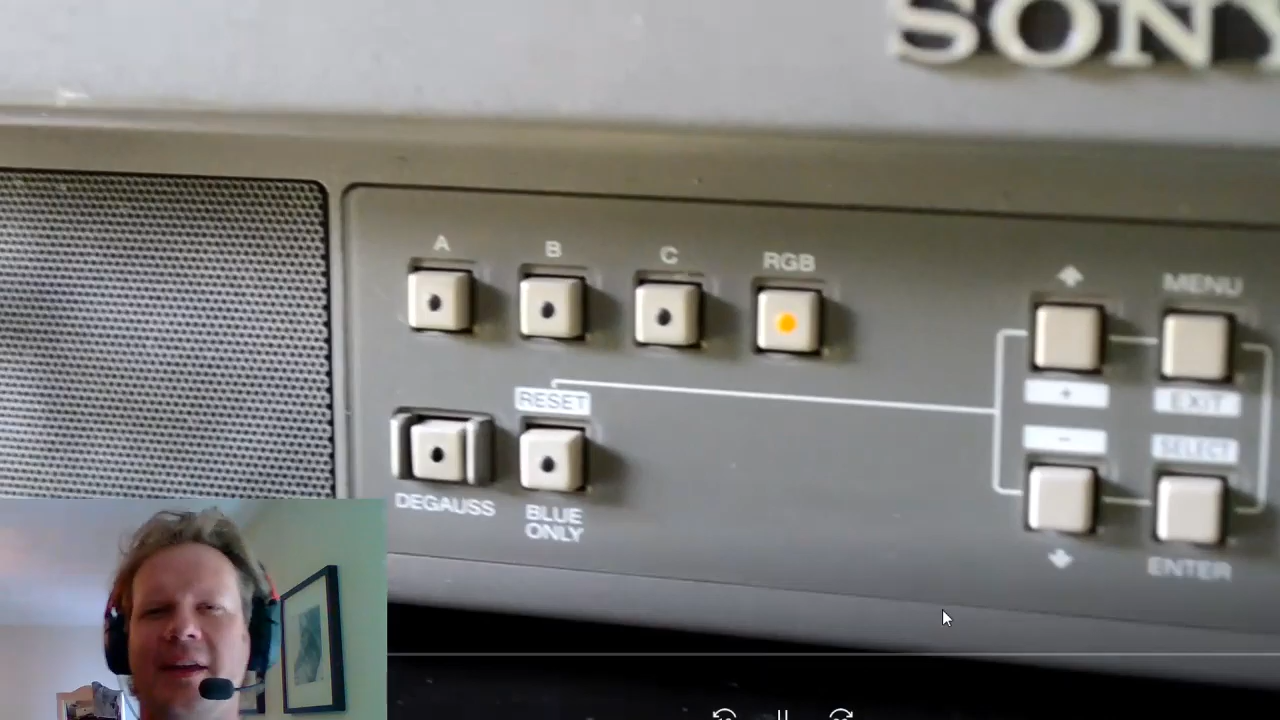 SONY
A
B
C
RGB
MENU
+
EXIT
RESET
-
SELECT
DEGAUSS
BLUE
ONLY
ENTER